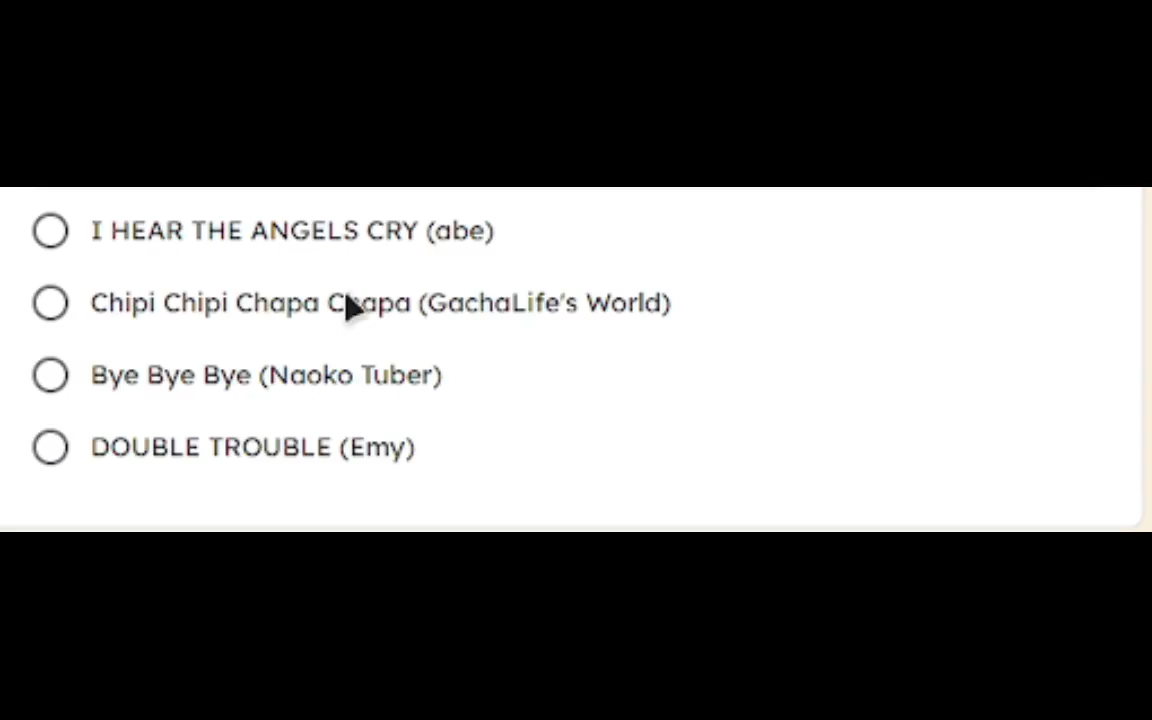 I HEAR THE ANGELS CRY (abe)
Chipi Chipi Chapa Chapa (GachaLife's World)
Bye Bye Bye (Naoko Tuber)
DOUBLE TROUBLE (Emy)